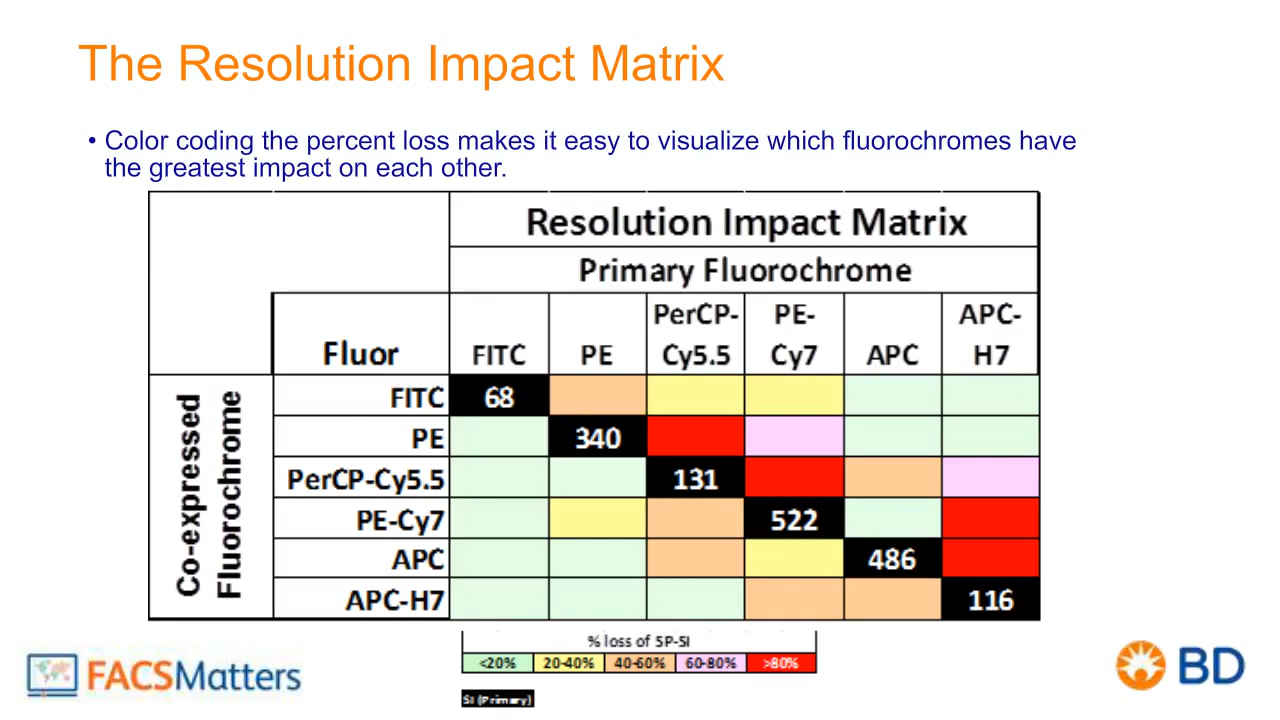 The Resolution Impact Matrix
• Color coding the percent loss makes it easy to visualize which fluorochromes have
the greatest impact on each other.
Resolution Impact Matrix
Primary Fluorochrome
Fluor FITC PE PerCP-Cy5.5 PE-Cy7 APC APC-H7
Co-expressed
Fluorochrome
FITC 68
PE 340
PerCP-Cy5.5 131
PE-Cy7 522
APC 486
APC-H7 116
% loss of SP-SI
<20% 20-40% 40-60% 60-80% >80%
SI (Primary)
FACSMatters
BD